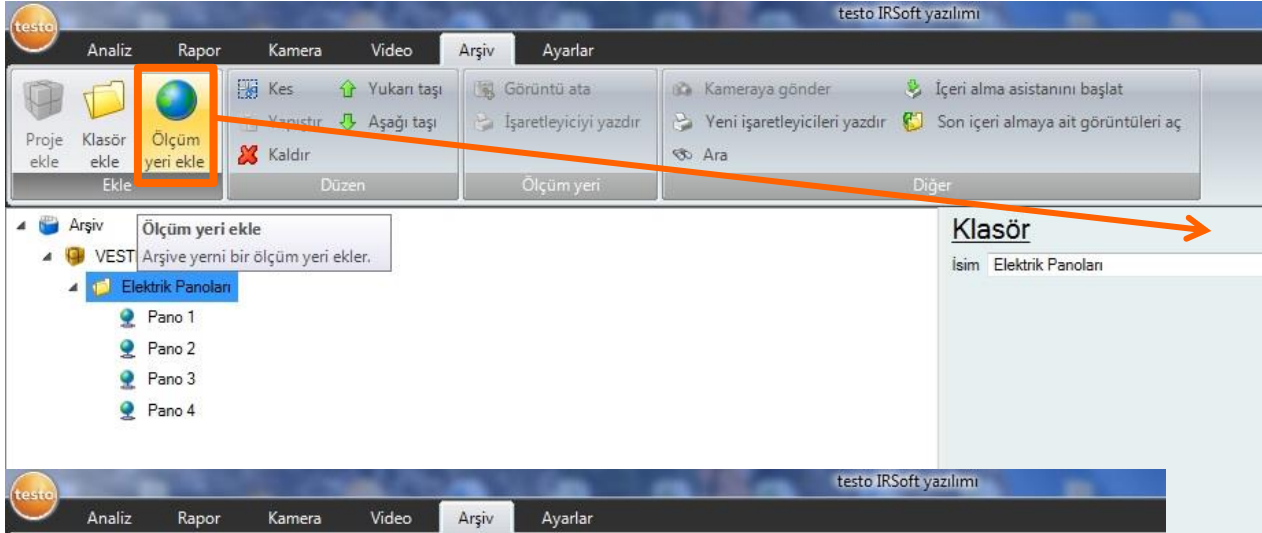 testo
testo IRSoft yazılımı
Analiz Rapor Kamera Video Arşiv Ayarlar
Proje ekle
Klasör ekle
Ölçüm yeri ekle
Ekle
Kes Yukarı taşı
Yapıştır Aşağı taşı
Kaldır
Düzen
Görüntü ata
İşaretleyiciyi yazdır
Ölçüm yeri
Kameraya gönder İçeri alma asistanını başlat
Yeni işaretleyicileri yazdır Son içeri almaya ait görüntüleri aç
Ara
Diğer
Arşiv
VEST
Elektrik Panoları
Pano 1
Pano 2
Pano 3
Pano 4
Ölçüm yeri ekle
Arşive yerni bir ölçüm yeri ekler.
Klasör
İsim Elektrik Panoları
testo
testo IRSoft yazılımı
Analiz Rapor Kamera Video Arşiv Ayarlar